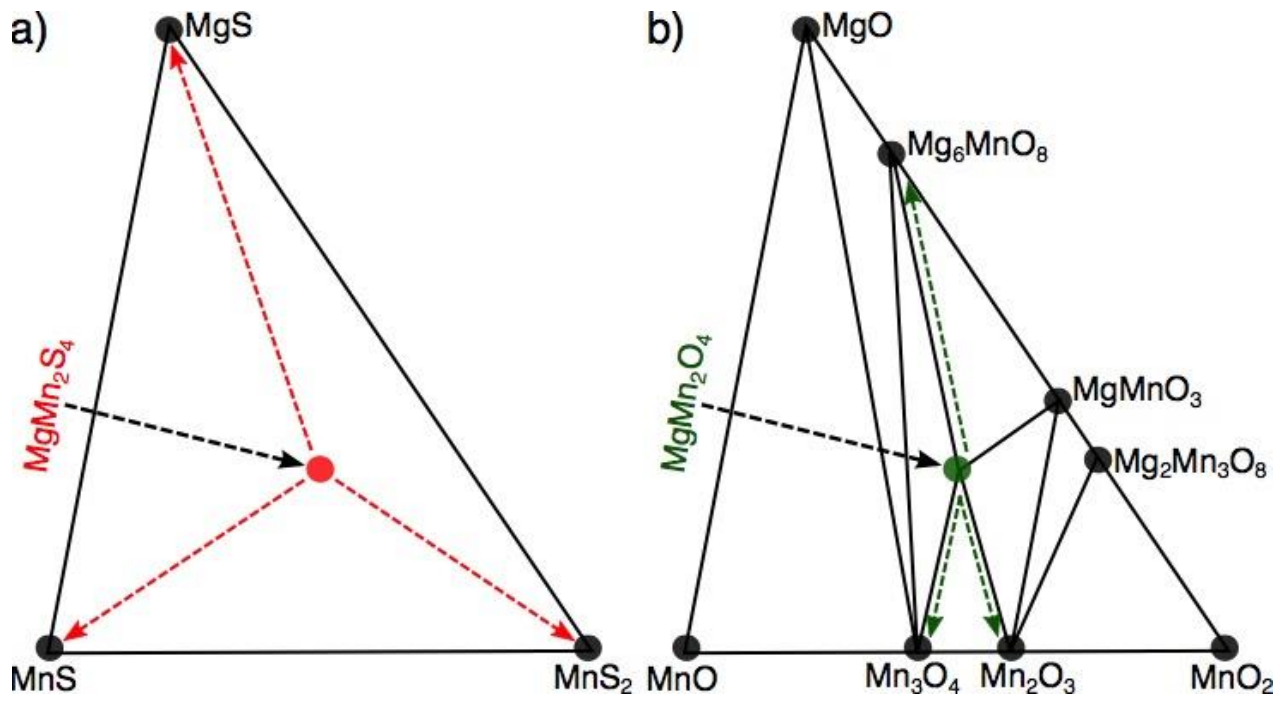 a)
MgS
MgMn₂S₄
MnS
MnS₂
b)
MgO
Mg₆MnO₈
MgMn₂O₄
MgMnO₃
Mg₂Mn₃O₈
MnO
Mn₃O₄
Mn₂O₃
MnO₂